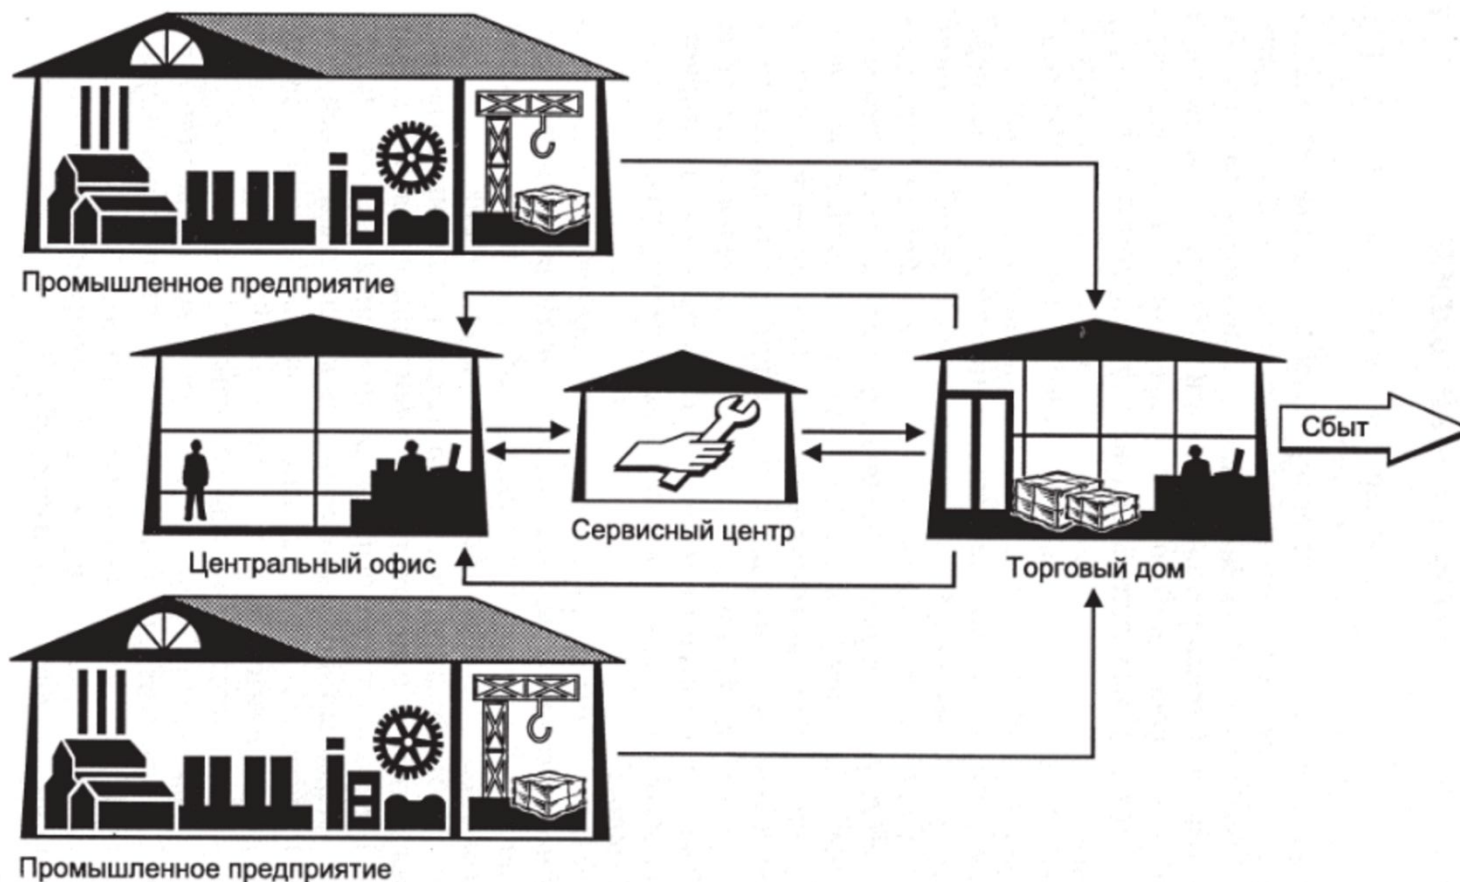 Промышленное предприятие
Центральный офис
Сервисный центр
Торговый дом
Сбыт
Промышленное предприятие